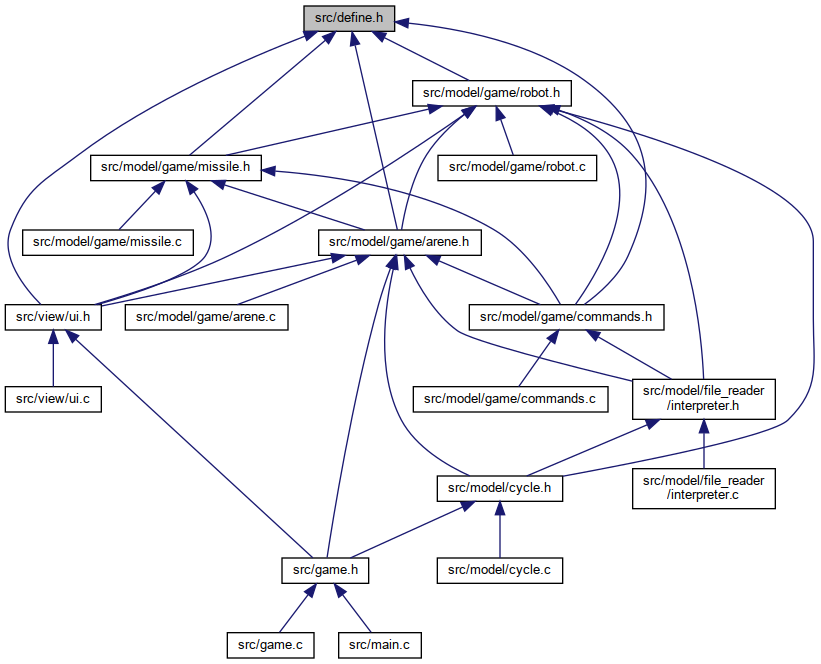 src/define.h
src/model/game/robot.h
src/model/game/missile.h
src/model/game/robot.c
src/model/game/missile.c
src/model/game/arene.h
src/view/ui.h
src/model/game/arene.c
src/model/game/commands.h
src/view/ui.c
src/model/game/commands.c
src/model/file_reader
/interpreter.h
src/model/cycle.h
src/model/file_reader
/interpreter.c
src/game.h
src/model/cycle.c
src/game.c
src/main.c